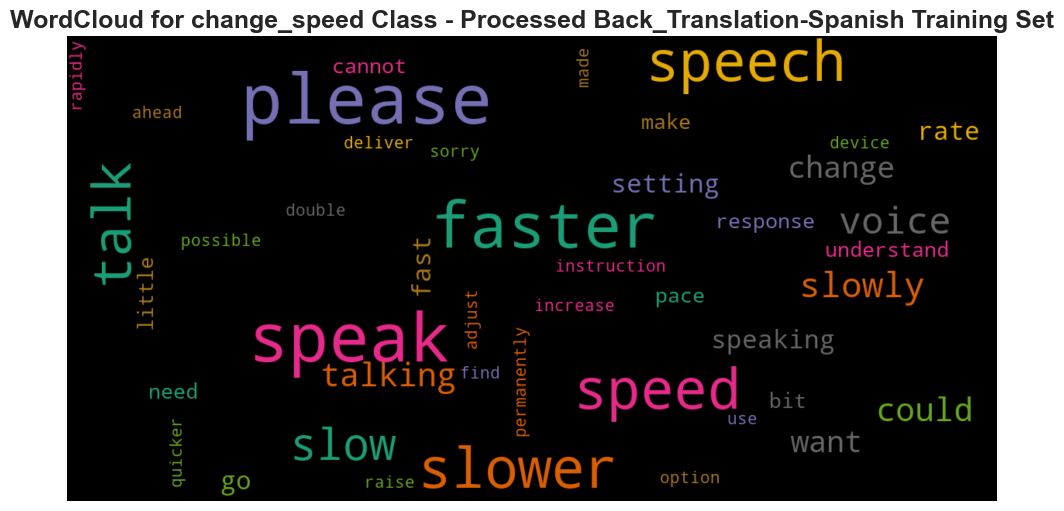 WordCloud for change_speed Class - Processed Back_Translation-Spanish Training Set
rapidly
cannot
made
speech
please
ahead
make
rate
deliver
sorry
device
change
talk
setting
double
faster
response
voice
possible
understand
fast
little
instruction
slowly
pace
increase
adjust
speak
speaking
permanently
talking
find
speed
need
bit
could
use
quicker
slow
want
slower
go
raise
option